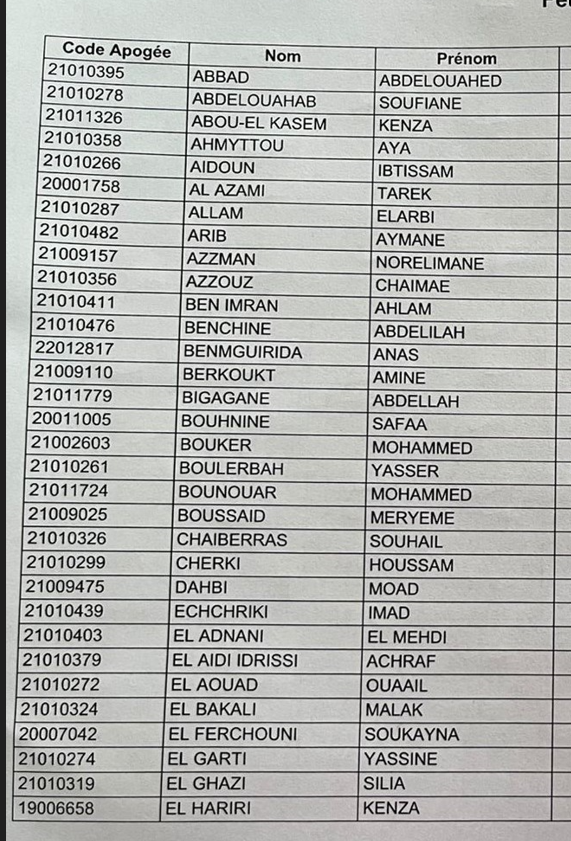 Code Apogée Nom Prénom
21010395 ABBAD ABDELOUAHED
21010278 ABDELOUAHAB SOUFIANE
21011326 ABOU-EL KASEM KENZA
21010358 AHMYTTOU AYA
21010266 AIDOUN IBTISSAM
20001758 AL AZAMI TAREK
21010287 ALLAM ELARBI
21010482 ARIB AYMANE
21009157 AZZMAN NORELIMANE
21010356 AZZOUZ CHAIMAE
21010411 BEN IMRAN AHLAM
21010476 BENCHINE ABDELILAH
22012817 BENMGUIRIDA ANAS
21009110 BERKOUKT AMINE
21011779 BIGAGANE ABDELLAH
20011005 BOUHNINE SAFAA
21002603 BOUKER MOHAMMED
21010261 BOULERBAH YASSER
21011724 BOUNOUAR MOHAMMED
21009025 BOUSSAID MERYEME
21010326 CHAIBERRAS SOUHAIL
21010299 CHERKI HOUSSAM
21009475 DAHBI MOAD
21010439 ECHCHRIKI IMAD
21010403 EL ADNANI EL MEHDI
21010379 EL AIDI IDRISSI ACHRAF
21010272 EL AOUAD OUAAIL
21010324 EL BAKALI MALAK
20007042 EL FERCHOUNI SOUKAYNA
21010274 EL GARTI YASSINE
21010319 EL GHAZI SILIA
19006658 EL HARIRI KENZA